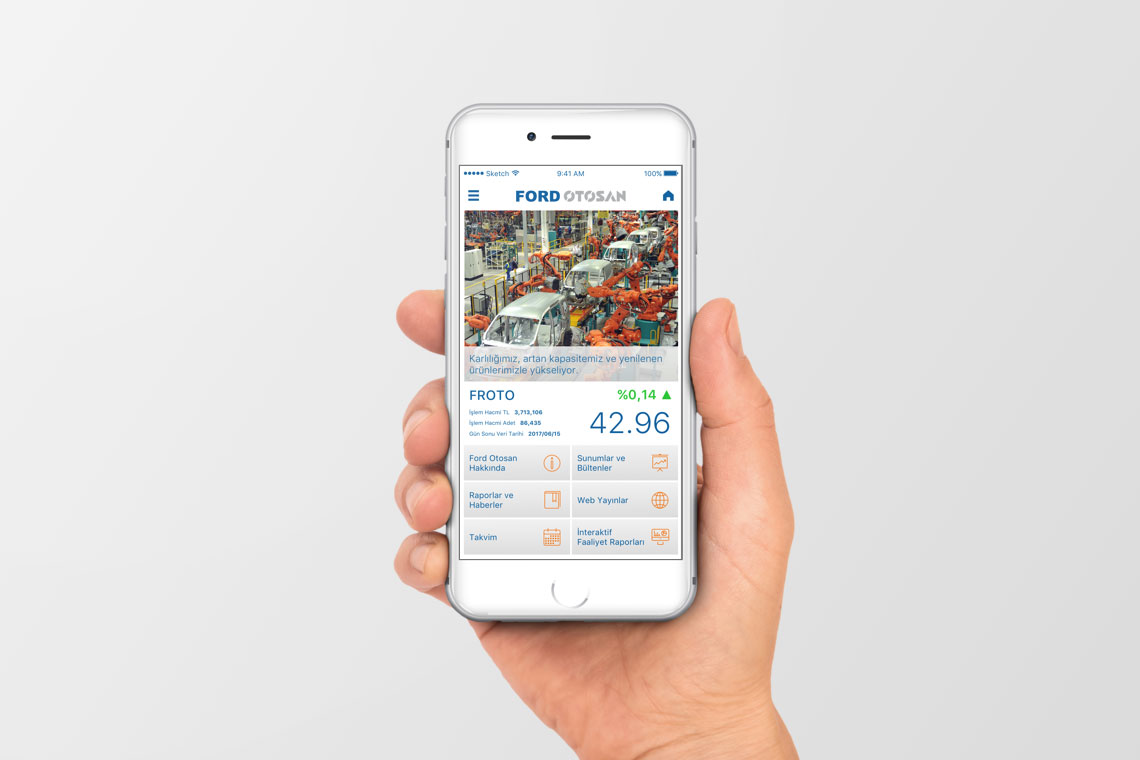 Sketch 9:41 AM 100%
FORD OTOSAN
Karlılığımız, artan kapasitemiz ve yenilenen
ürünlerimizle yükseliyor.
FROTO %0,14 ▲
İşlem Hacmi TL 3,713,106
İşlem Hacmi Adet 86,435
Gün Sonu Veri Tarihi 2017/06/15
42.96
Ford Otosan
Hakkında
Sunumlar ve
Bültenler
Raporlar ve
Haberler
Web Yayınlar
Takvim
İnteraktif
Faaliyet Raporları